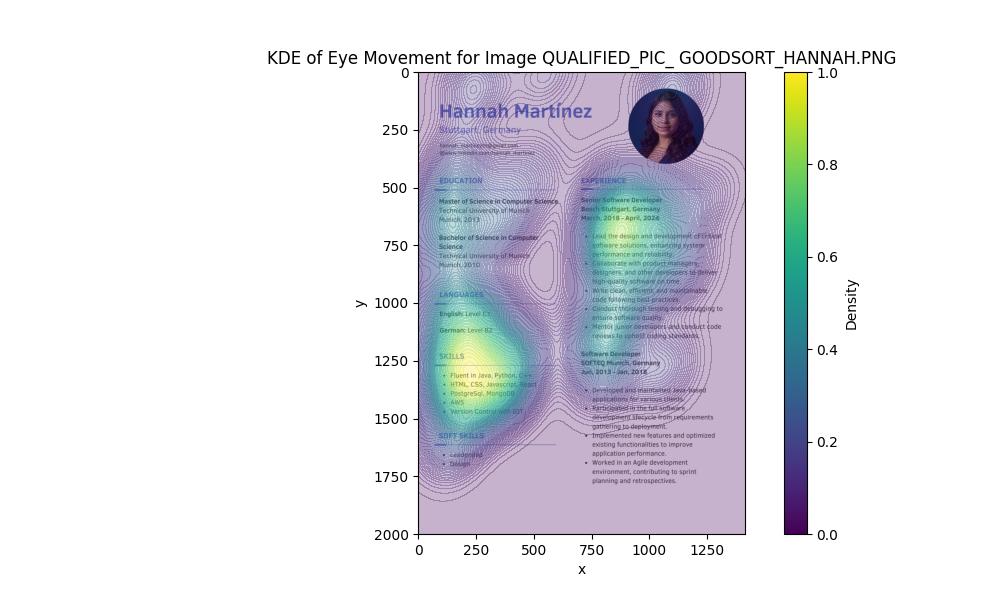 KDE of Eye Movement for Image QUALIFIED_PIC_ GOODSORT_HANNAH.PNG
0
250
500
750
1000
1250
1500
1750
2000
y
0
250
500
750
1000
1250
x
1.0
0.8
0.6
0.4
0.2
0.0
Density
Hannah Martínez
Stuttgart, Germany
EDUCATION
Master of Science in Computer Science
Technical University of Munich
Munich, 2013
Bachelor of Science in Computer
Science
Technical University of Munich
Munich, 2010
LANGUAGES
English: Level C1
German: Level B2
SKILLS
Fluent in Java, Python, C++
HTML, CSS, Javascript, React
PostgreSql, MongoDB
AWS
Version Control with GIT
SOFT SKILLS
Leadership
Design
EXPERIENCE
Senior Software Developer
Bosch Stuttgart, Germany
March, 2018 - April, 2024
Lead the design and development of critical
software solutions, enhancing system
performance and reliability.
Collaborate with product managers,
designers, and other developers to deliver
high-quality software on time.
Write clean, efficient, and maintainable
code following best practices.
Conduct thorough testing and debugging to
ensure software quality.
Mentor junior developers and conduct code
reviews to uphold coding standards.
Software Developer
SOFTEQ Munich, Germany
Jun, 2013 - Jan, 2018
Developed and maintained Java-based
applications for various clients.
Participated in the full software
development lifecycle from requirements
gathering to deployment.
Implemented new features and optimized
existing functionalities to improve
application performance.
Worked in an Agile development
environment, contributing to sprint
planning and retrospectives.